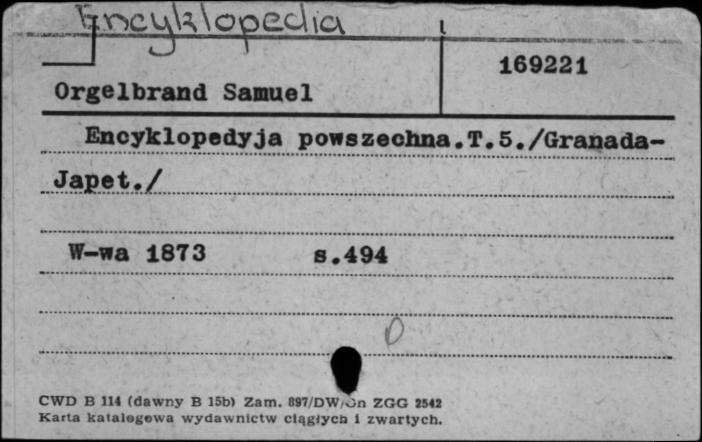 Encyklopedia
169221
Orgelbrand Samuel
Encyklopedyja powszechna.T.5./Granada-
Japet./
W-wa 1873 s.494
0
CWD B 114 (dawny B 15b) Zam. 897/DW/ ZGG 2542
Karta katalogowa wydawnictw ciągłych i zwartych.